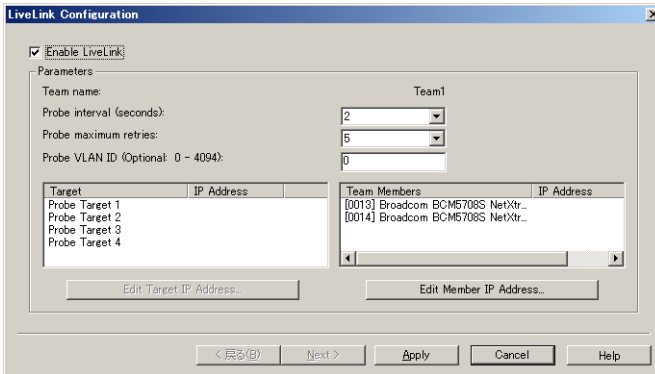 LiveLink Configuration
Enable LiveLink
Parameters
Team name: Team1
Probe interval (seconds): 2
Probe maximum retries: 5
Probe VLAN ID (Optional: 0 - 4094): 0
Target IP Address
Probe Target 1
Probe Target 2
Probe Target 3
Probe Target 4
Team Members IP Address
[0013] Broadcom BCM5708S NetXtr...
[0014] Broadcom BCM5708S NetXtr...
Edit Target IP Address... Edit Member IP Address...
< 戻る(B) Next > Apply Cancel Help